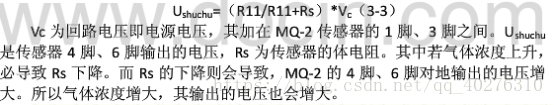 Ushuchu=（R11/R11+Rs）*Vc（3-3）
Vc 为回路电压即电源电压，其加在 MQ-2 传感器的 1 脚、3 脚之间。Ushuchu
是传感器 4 脚、6 脚输出的电压，Rs 为传感器的体电阻。其中若气体浓度上升，
必导致 Rs 下降。而 Rs 的下降则会导致，MQ-2 的 4 脚、6 脚对地输出的电压增
大。所以气体浓度增大，其输出的电压也会增大。
https://blog.csdn.net/qq_40276310